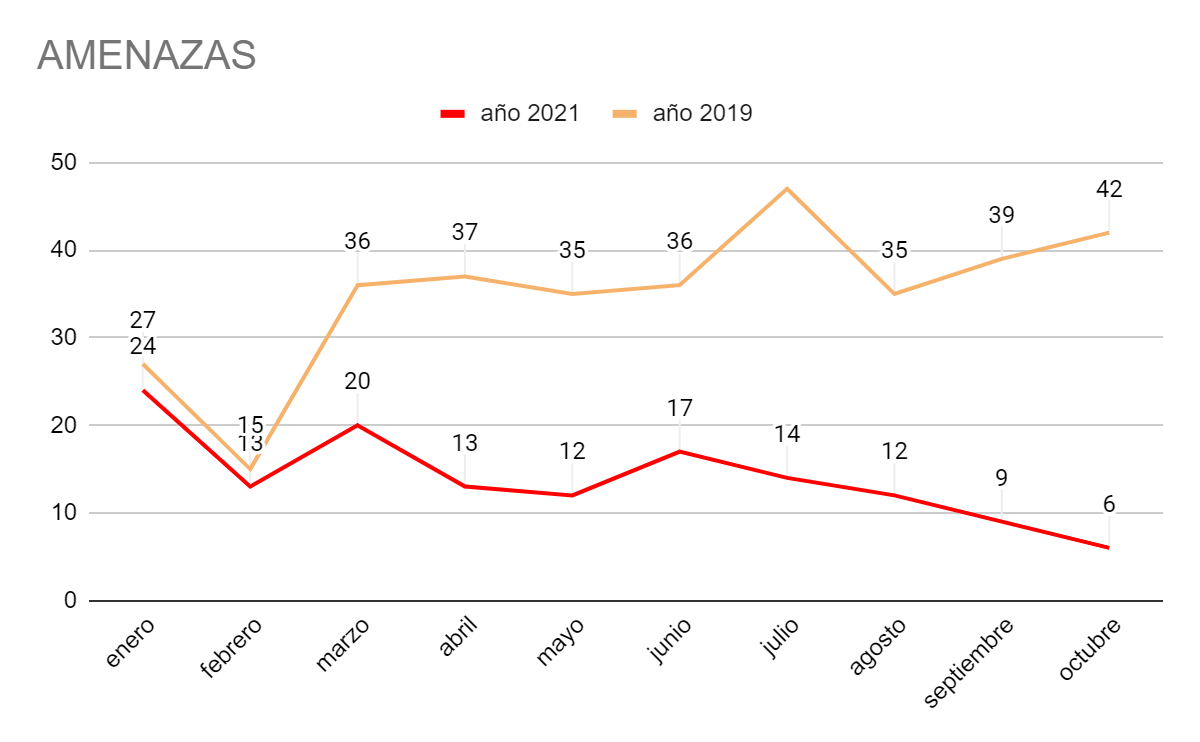 AMENAZAS
año 2021 año 2019
50
40
30
20
10
0
27
24
15
13
36
20
37
13
35
12
36
17
14
35
12
39
9
42
6
enero
febrero
marzo
abril
mayo
junio
julio
agosto
septiembre
octubre